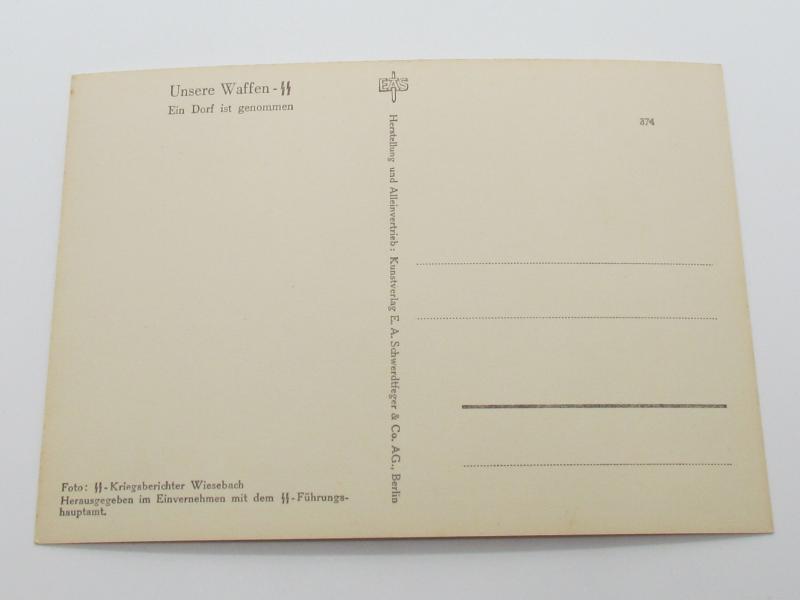 Unsere Waffen-ᛋᛋ
Ein Dorf ist genommen
EAS
374
Herstellung und Alleinvertrieb: Kunstverlag E. A. Schwerdtfeger & Co. AG., Berlin
Foto: ᛋᛋ-Kriegsberichter Wiesebach
Herausgegeben im Einvernehmen mit dem ᛋᛋ-Führungs-
hauptamt.